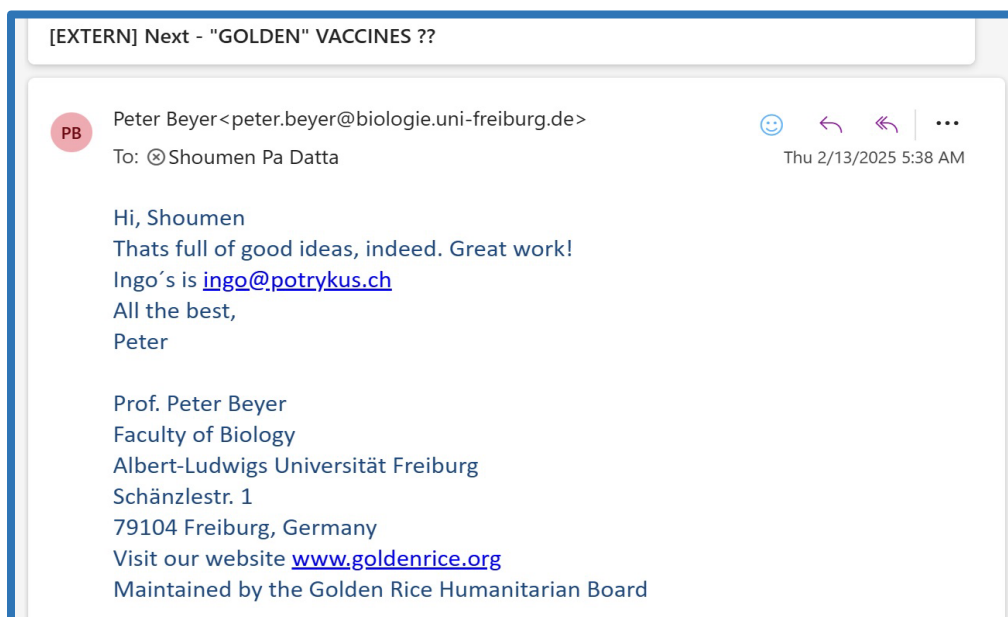 [EXTERN] Next - "GOLDEN" VACCINES ??
PB
Peter Beyer<peter.beyer@biologie.uni-freiburg.de>
To: Shoumen Pa Datta
Thu 2/13/2025 5:38 AM
Hi, Shoumen
Thats full of good ideas, indeed. Great work!
Ingo´s is ingo@potrykus.ch
All the best,
Peter
Prof. Peter Beyer
Faculty of Biology
Albert-Ludwigs Universität Freiburg
Schänzlestr. 1
79104 Freiburg, Germany
Visit our website www.goldenrice.org
Maintained by the Golden Rice Humanitarian Board